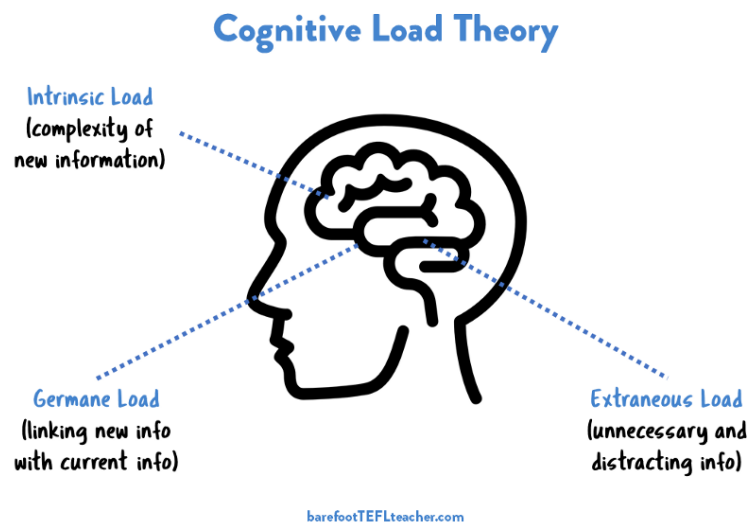 Cognitive Load Theory
Intrinsic Load
(complexity of
new information)
Germane Load
(linking new info
with current info)
Extraneous Load
(unnecessary and
distracting info)
barefootTEFLteacher.com